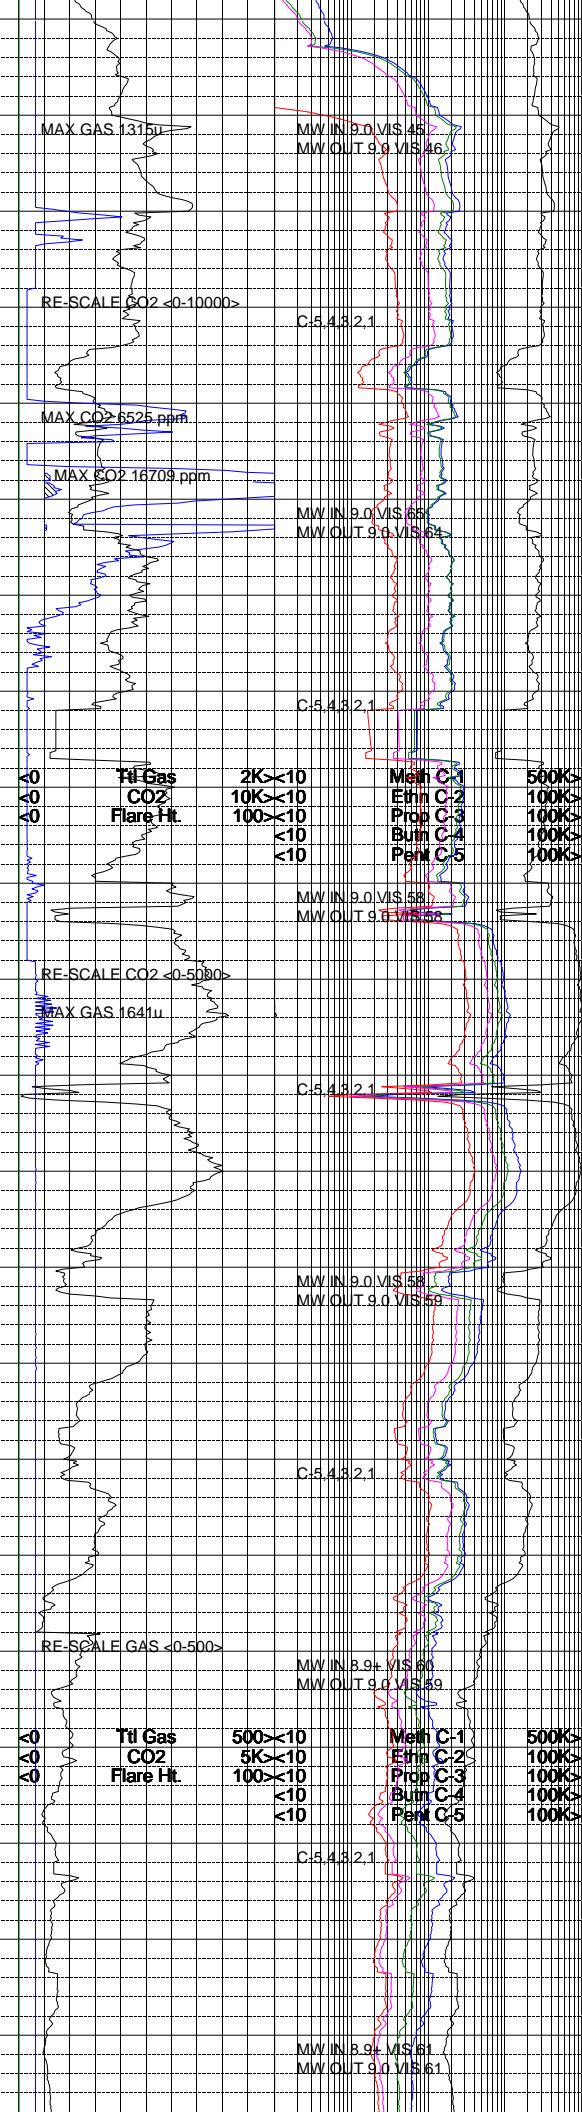 MAX GAS 1315u
MW IN 9.0 VIS 45
MW OUT 9.0 VIS 46
RE-SCALE CO2 <0-10000>
C-5,4,3,2,1
MAX CO2 6525 ppm
MAX CO2 16709 ppm
MW IN 9.0 VIS 65
MW OUT 9.0 VIS 64
C-5,4,3,2,1
<0 Ttl Gas 2K> <10 Meth C-1 500K>
<0 CO2 10K> <10 Ethn C-2 100K>
<0 Flare Ht. 100> <10 Prop C-3 100K>
<10 Butn C-4 100K>
<10 Pent C-5 100K>
MW IN 9.0 VIS 58
MW OUT 9.0 VIS 58
RE-SCALE CO2 <0-5000>
MAX GAS 1641u
C-5,4,3,2,1
MW IN 9.0 VIS 58
MW OUT 9.0 VIS 59
C-5,4,3,2,1
RE-SCALE GAS <0-500>
MW IN 8.9+ VIS 60
MW OUT 9.0 VIS 59
<0 Ttl Gas 500> <10 Meth C-1 500K>
<0 CO2 5K> <10 Ethn C-2 100K>
<0 Flare Ht. 100> <10 Prop C-3 100K>
<10 Butn C-4 100K>
<10 Pent C-5 100K>
C-5,4,3,2,1
MW IN 8.9+ VIS 61
MW OUT 9.0 VIS 61